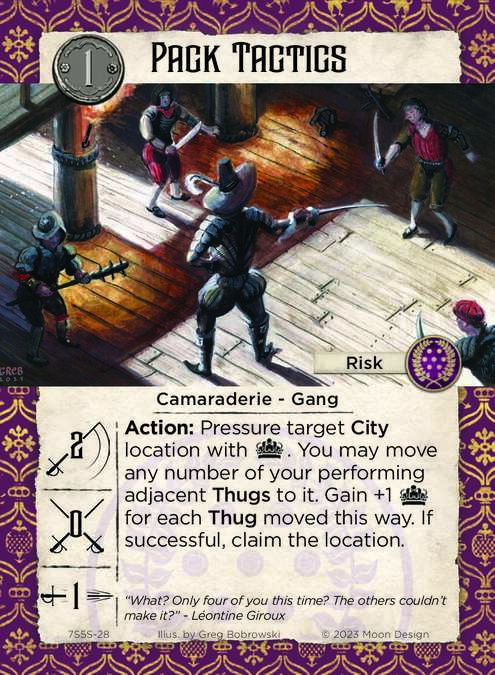 1
Pack Tactics
GREB
Risk
Camaraderie - Gang
2
Action: Pressure target City
location with . You may move
any number of your performing
adjacent Thugs to it. Gain +1
for each Thug moved this way. If
successful, claim the location.
0
+1
"What? Only four of you this time? The others couldn't
make it?" - Léontine Giroux
7S5S-28 Illus. by Greg Bobrowski © 2023 Moon Design